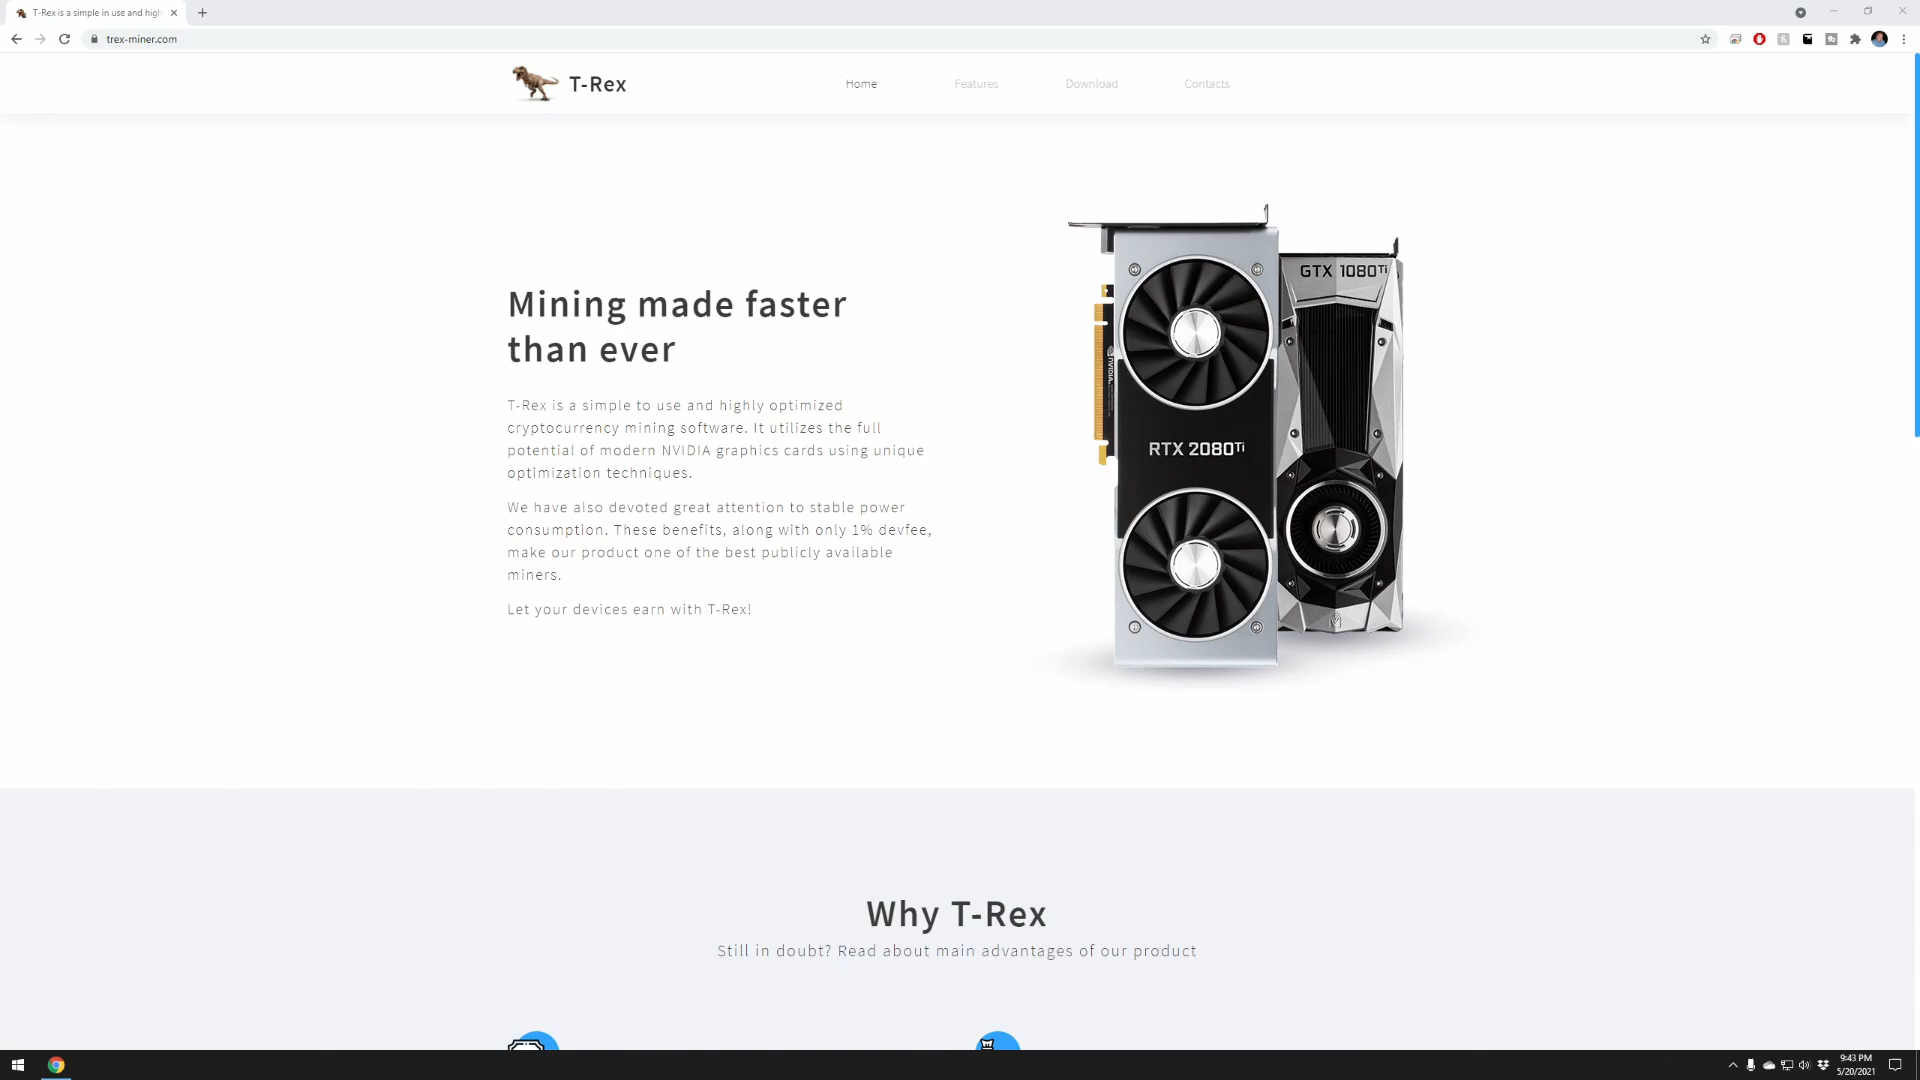 T-Rex is a simple in use and high
trex-miner.com
T-Rex
Home
Features
Download
Contacts
Mining made faster
than ever
T-Rex is a simple to use and highly optimized
cryptocurrency mining software. It utilizes the full
potential of modern NVIDIA graphics cards using unique
optimization techniques.
We have also devoted great attention to stable power
consumption. These benefits, along with only 1% devfee,
make our product one of the best publicly available
miners.
Let your devices earn with T-Rex!
GTX 1080Ti
NVIDIA
RTX 2080Ti
Why T-Rex
Still in doubt? Read about main advantages of our product
9:43 PM
5/20/2021